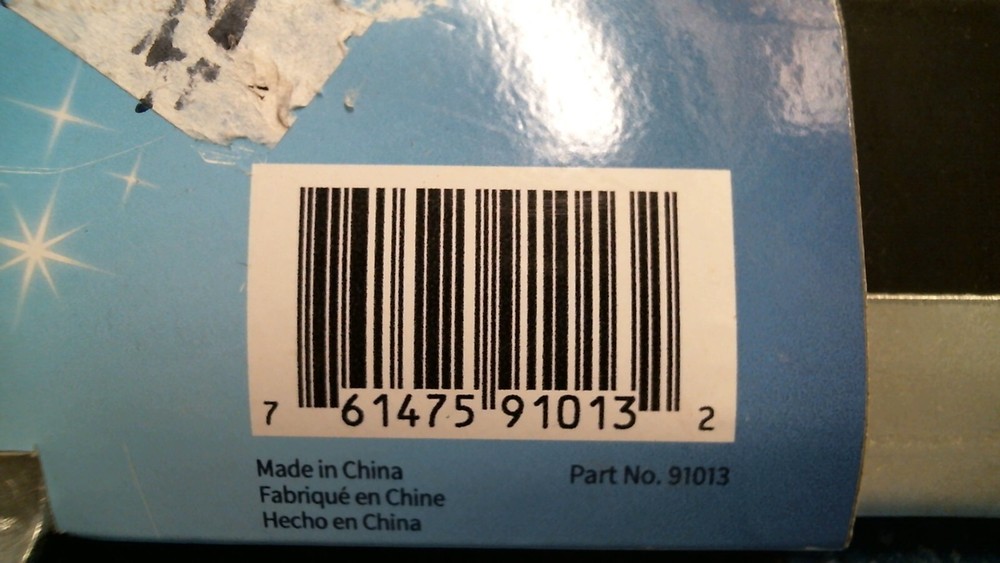 7 61475 91013 2
Made in China Part No. 91013
Fabriqué en Chine
Hecho en China